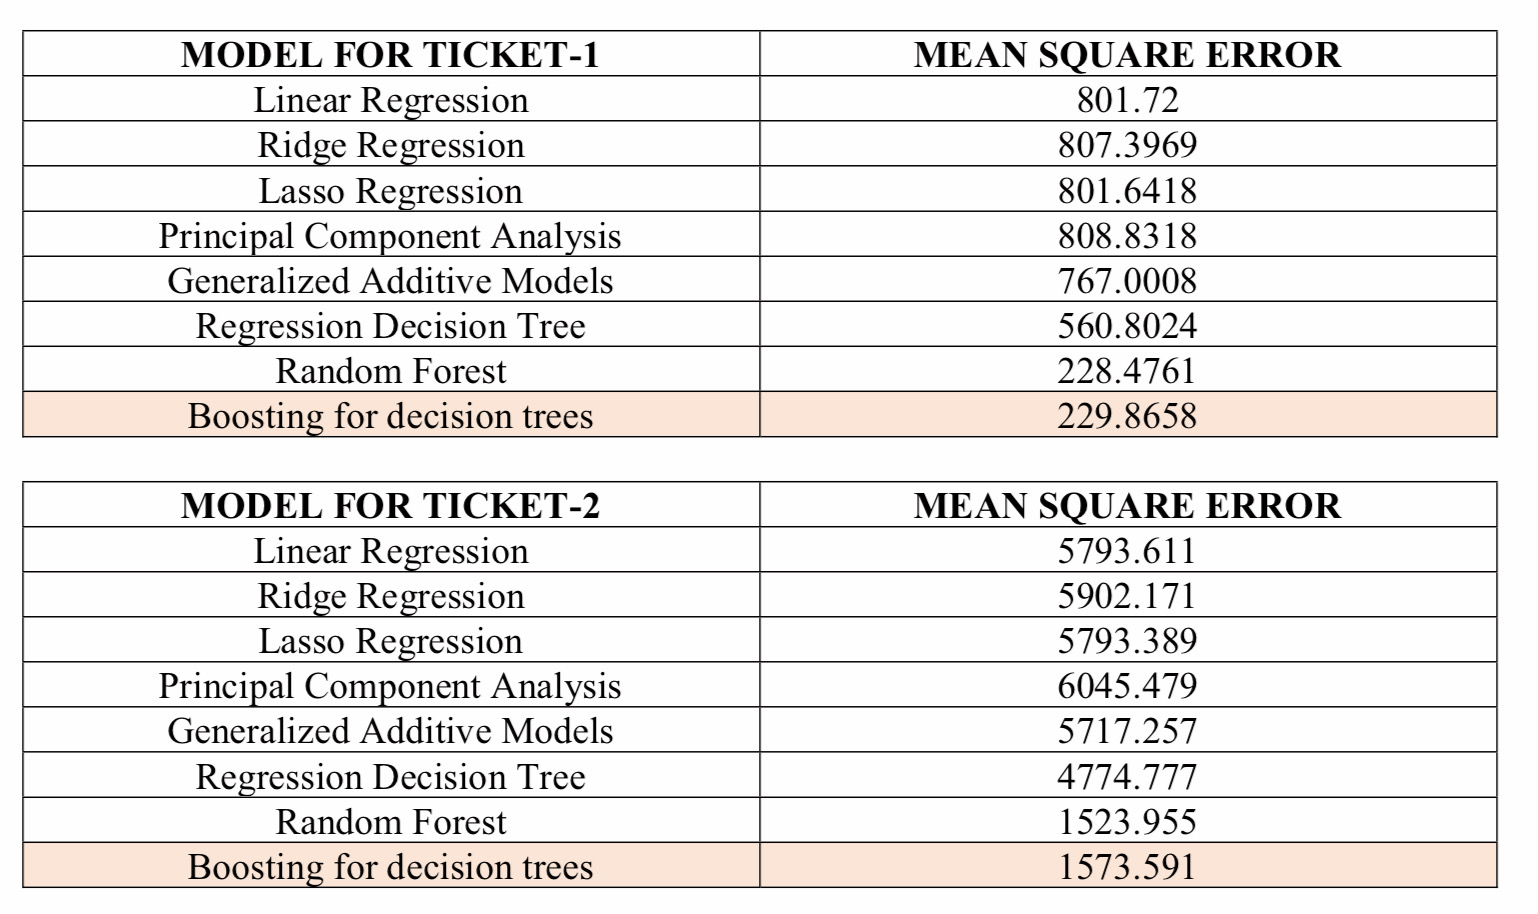 MODEL FOR TICKET-1 MEAN SQUARE ERROR
Linear Regression 801.72
Ridge Regression 807.3969
Lasso Regression 801.6418
Principal Component Analysis 808.8318
Generalized Additive Models 767.0008
Regression Decision Tree 560.8024
Random Forest 228.4761
Boosting for decision trees 229.8658
MODEL FOR TICKET-2 MEAN SQUARE ERROR
Linear Regression 5793.611
Ridge Regression 5902.171
Lasso Regression 5793.389
Principal Component Analysis 6045.479
Generalized Additive Models 5717.257
Regression Decision Tree 4774.777
Random Forest 1523.955
Boosting for decision trees 1573.591